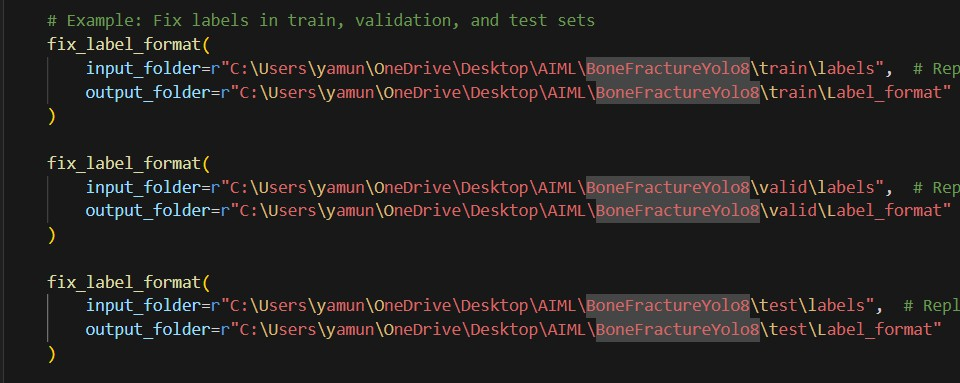 # Example: Fix labels in train, validation, and test sets
fix_label_format(
input_folder=r"C:\Users\yamun\OneDrive\Desktop\AIML\BoneFractureYolo8\train\labels",  # Rep
output_folder=r"C:\Users\yamun\OneDrive\Desktop\AIML\BoneFractureYolo8\train\Label_format"
)
fix_label_format(
input_folder=r"C:\Users\yamun\OneDrive\Desktop\AIML\BoneFractureYolo8\valid\labels",  # Rep
output_folder=r"C:\Users\yamun\OneDrive\Desktop\AIML\BoneFractureYolo8\valid\Label_format"
)
fix_label_format(
input_folder=r"C:\Users\yamun\OneDrive\Desktop\AIML\BoneFractureYolo8\test\labels",  # Repl
output_folder=r"C:\Users\yamun\OneDrive\Desktop\AIML\BoneFractureYolo8\test\Label_format"
)